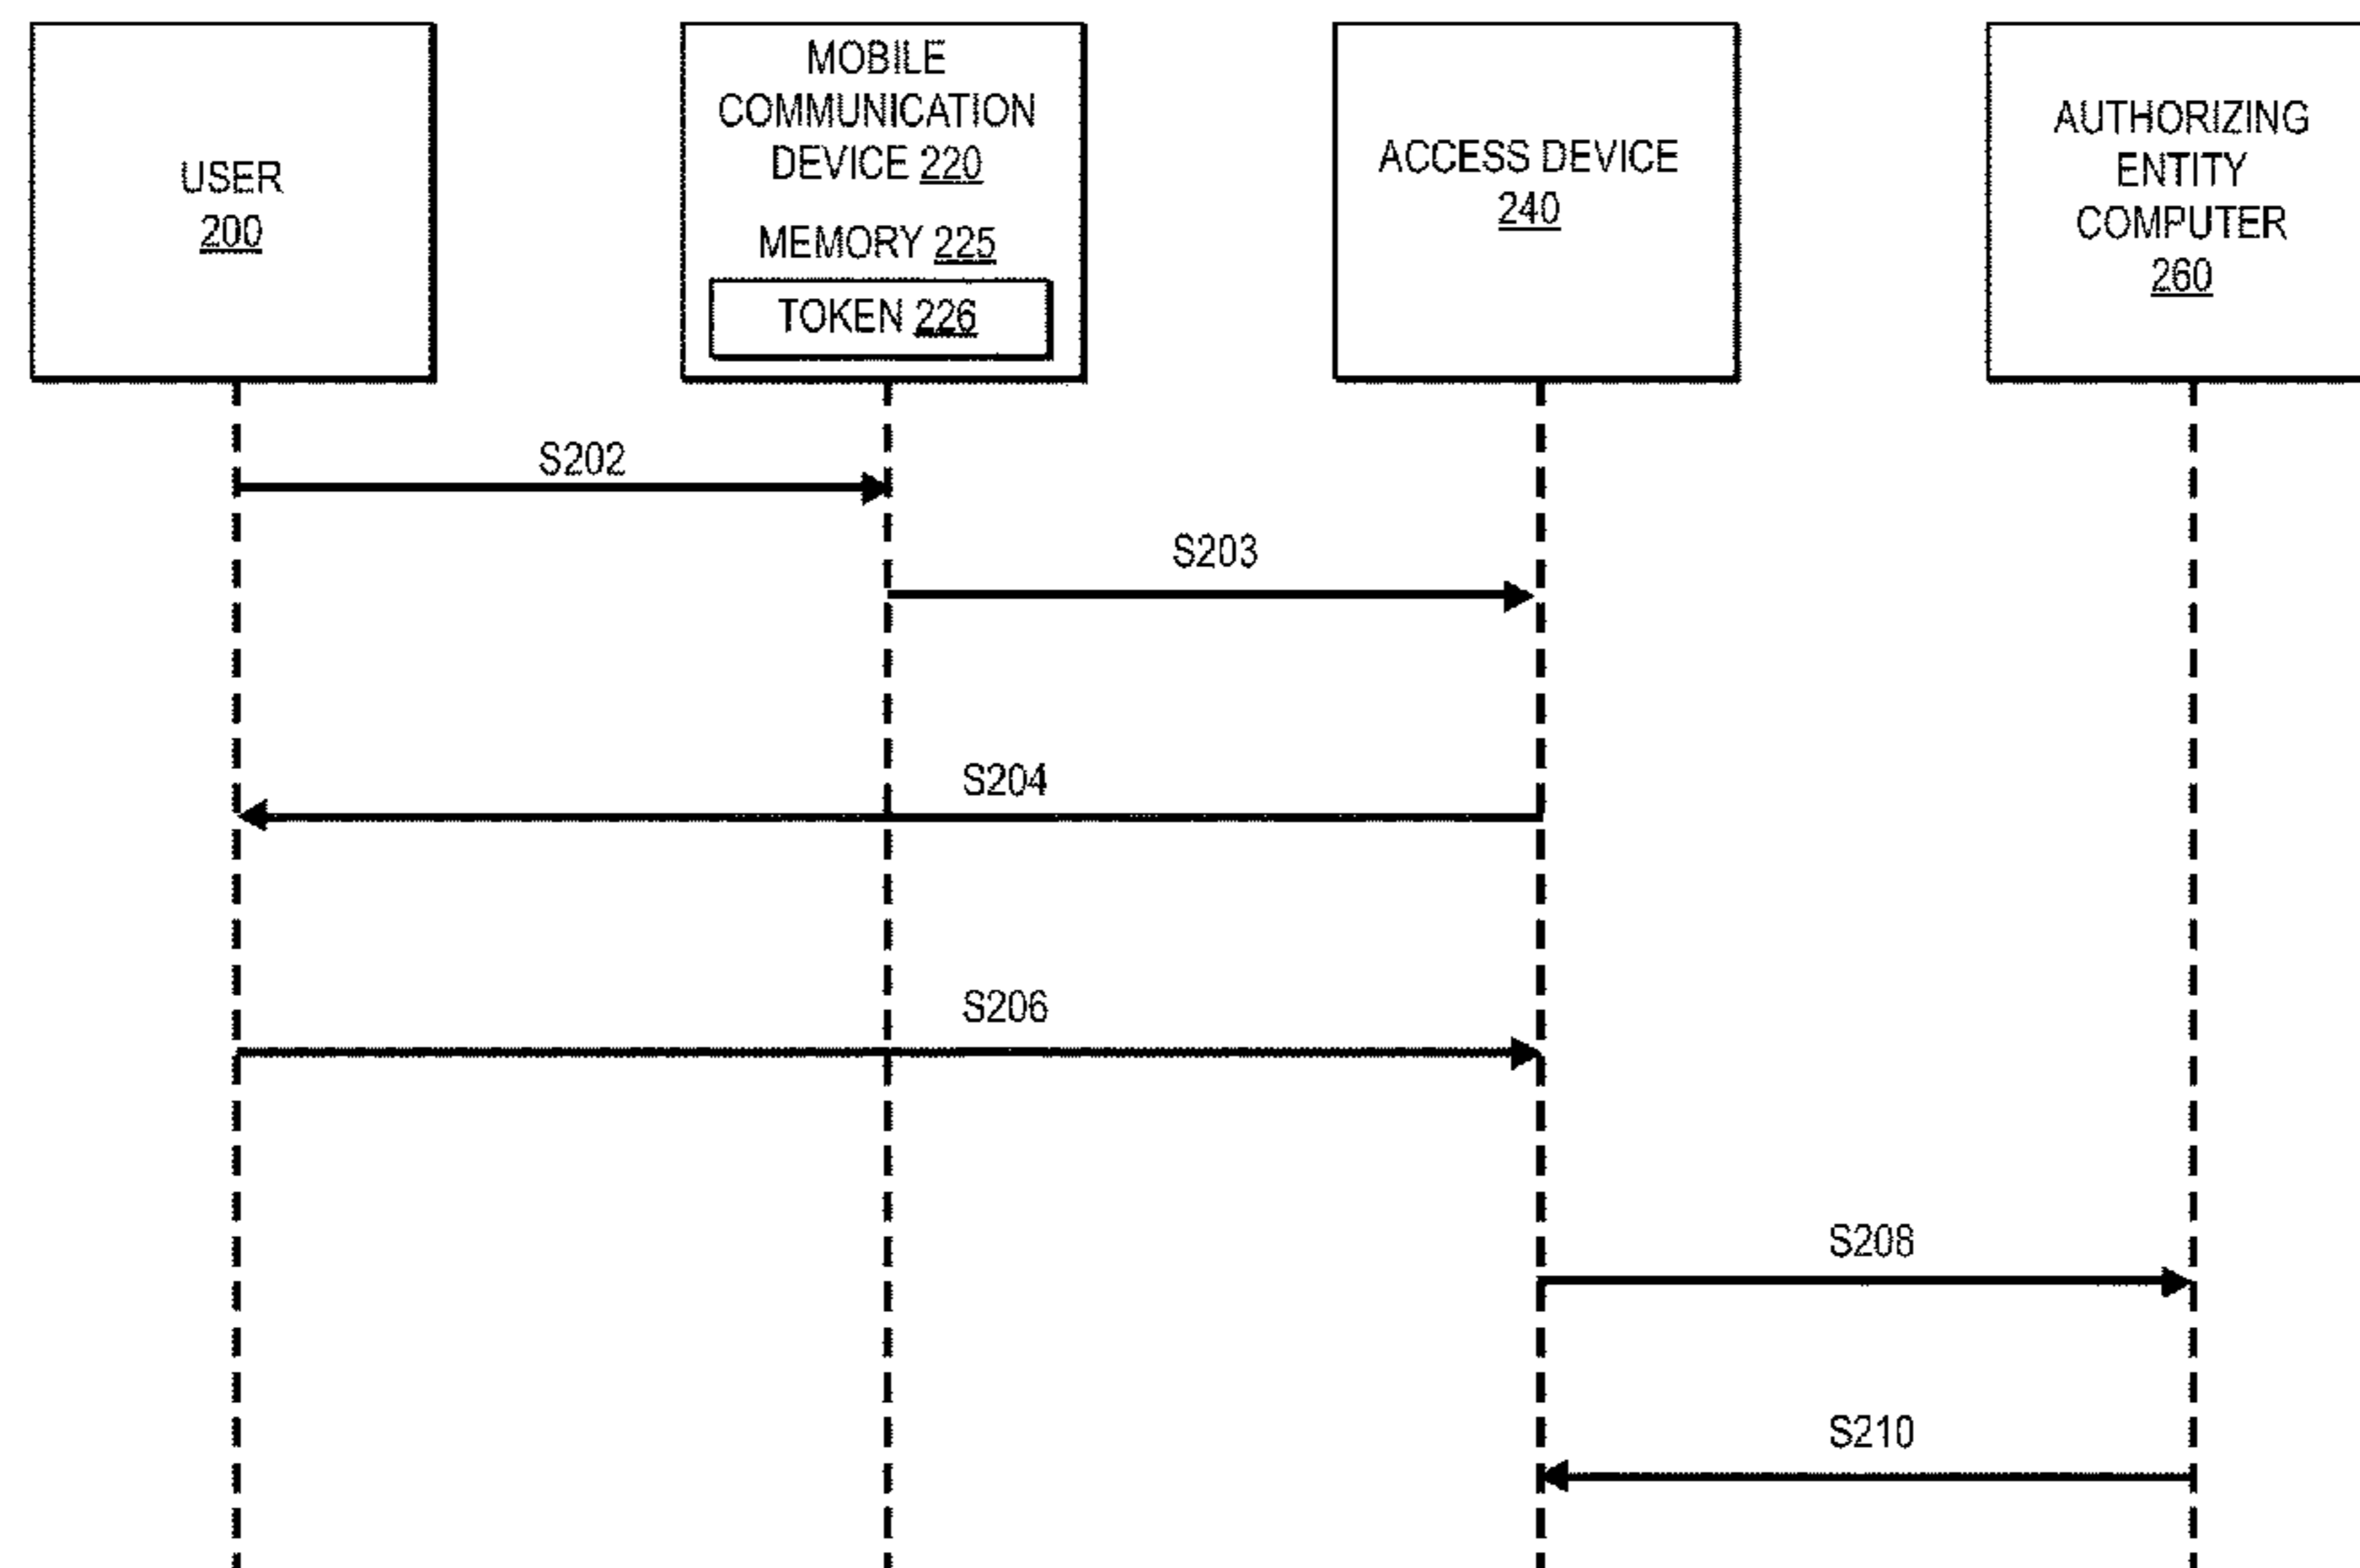 USER
200
MOBILE
COMMUNICATION
DEVICE 220
MEMORY 225
TOKEN 226
ACCESS DEVICE
240
AUTHORIZING
ENTITY
COMPUTER
260
S202
S203
S204
S206
S208
S210